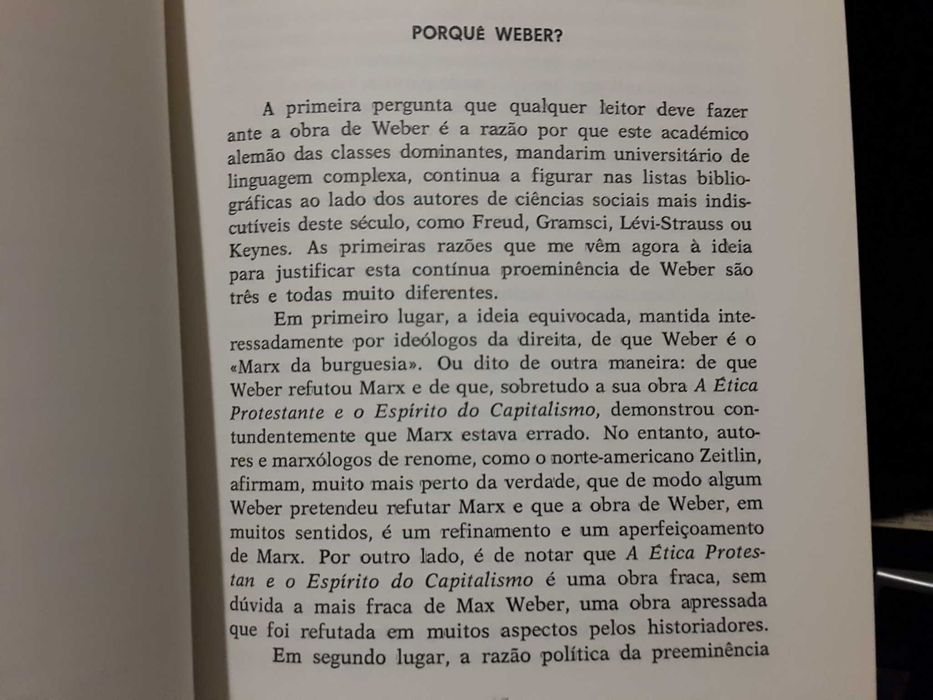 PORQUÊ WEBER?
A primeira pergunta que qualquer leitor deve fazer
ante a obra de Weber é a razão por que este académico
alemão das classes dominantes, mandarim universitário de
linguagem complexa, continua a figurar nas listas biblio-
gráficas ao lado dos autores de ciências sociais mais indis-
cutíveis deste século, como Freud, Gramsci, Lévi-Strauss ou
Keynes. As primeiras razões que me vêm agora à ideia
para justificar esta contínua proeminência de Weber são
três e todas muito diferentes.
Em primeiro lugar, a ideia equivocada, mantida inte-
ressadamente por ideólogos da direita, de que Weber é o
«Marx da burguesia». Ou dito de outra maneira: de que
Weber refutou Marx e de que, sobretudo a sua obra A Ética
Protestante e o Espírito do Capitalismo, demonstrou con-
tundentemente que Marx estava errado. No entanto, auto-
res e marxólogos de renome, como o norte-americano Zeitlin,
afirmam, muito mais perto da verdade, que de modo algum
Weber pretendeu refutar Marx e que a obra de Weber, em
muitos sentidos, é um refinamento e um aperfeiçoamento
de Marx. Por outro lado, é de notar que A Ética Protes-
tan e o Espírito do Capitalismo é uma obra fraca, sem
dúvida a mais fraca de Max Weber, uma obra apressada
que foi refutada em muitos aspectos pelos historiadores.
Em segundo lugar, a razão política da preeminência